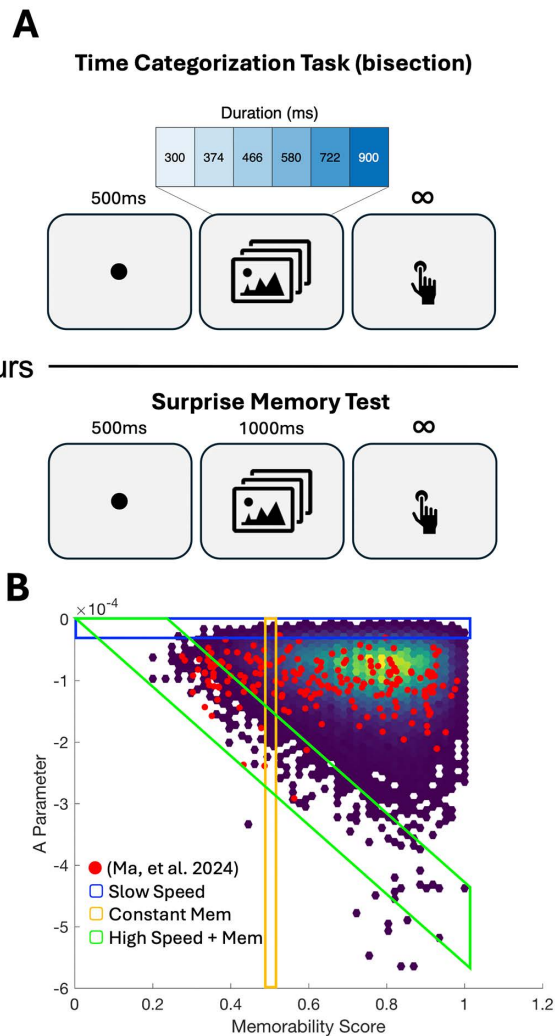 A
Time Categorization Task (bisection)
Duration (ms)
300 374 466 580 722 900
500ms ∞
urs
Surprise Memory Test
500ms 1000ms ∞
B
×10⁻⁴
0
-1
-2
-3
-4
-5
-6
A Parameter
(Ma, et al. 2024)
Slow Speed
Constant Mem
High Speed + Mem
0 0.2 0.4 0.6 0.8 1 1.2
Memorability Score